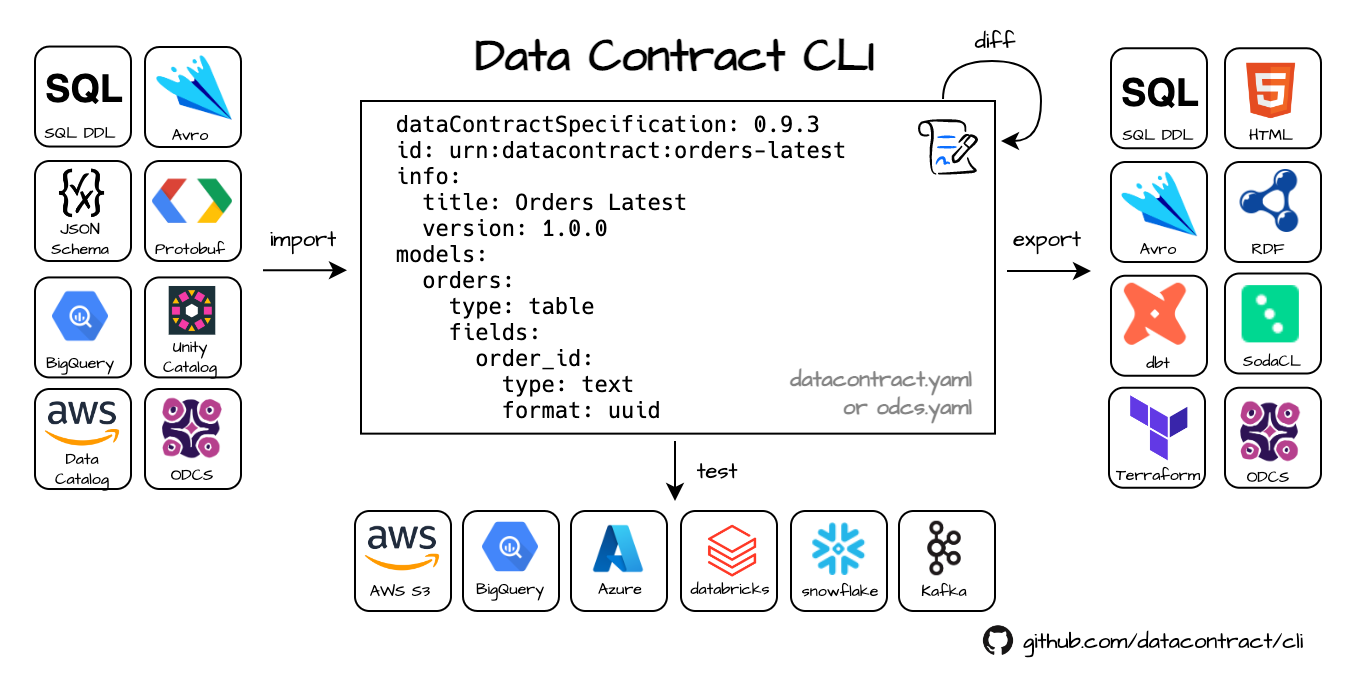 Data Contract CLI
diff
SQL
SQL DDL
Avro
{✓x}
JSON
Schema
Protobuf
BigQuery
Unity
Catalog
aws
Data
Catalog
ODCS
import
dataContractSpecification: 0.9.3
id: urn:datacontract:orders-latest
info:
  title: Orders Latest
  version: 1.0.0
models:
  orders:
    type: table
    fields:
      order_id:
        type: text
        format: uuid
datacontract.yaml
or odcs.yaml
export
SQL
SQL DDL
5
HTML
Avro
RDF
dbt
SodaCL
Terraform
ODCS
test
aws
AWS S3
BigQuery
Azure
databricks
snowflake
Kafka
github.com/datacontract/cli